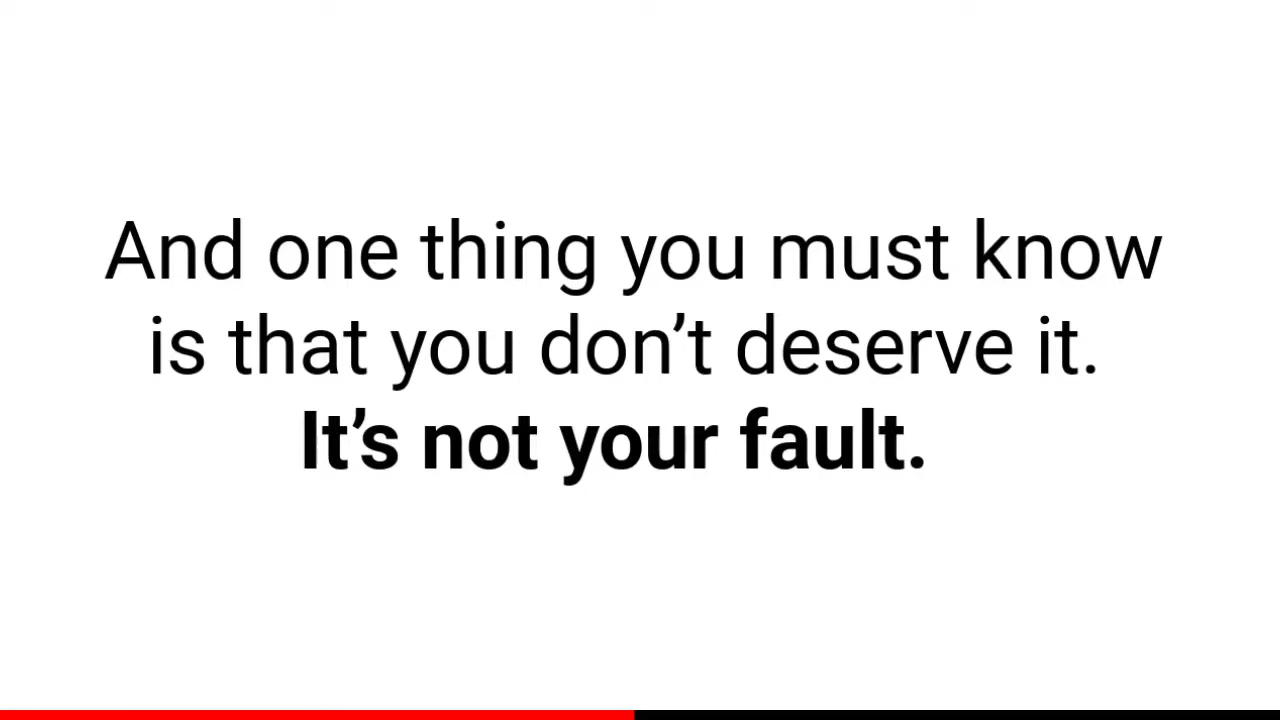 And one thing you must know
is that you don’t deserve it.
It’s not your fault.